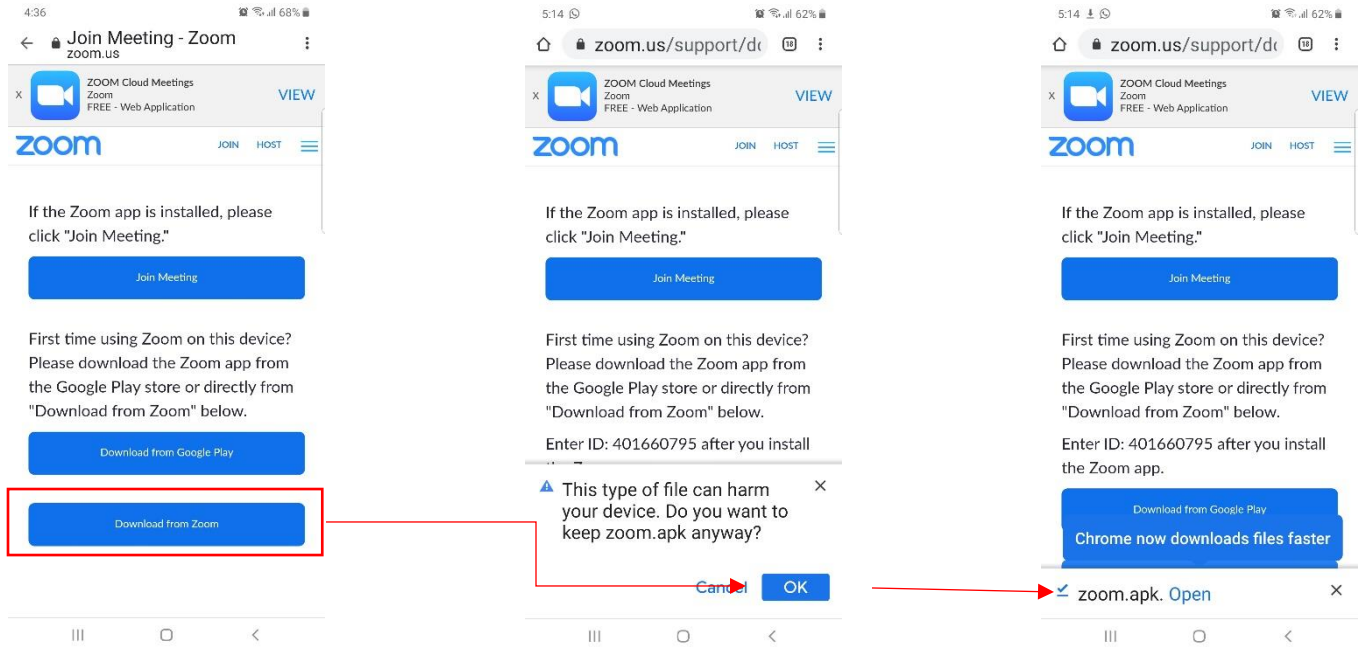 4:36
68%
Join Meeting - Zoom
zoom.us
x
ZOOM Cloud Meetings
Zoom
FREE - Web Application
VIEW
zoom
JOIN HOST
If the Zoom app is installed, please
click "Join Meeting."
Join Meeting
First time using Zoom on this device?
Please download the Zoom app from
the Google Play store or directly from
"Download from Zoom" below.
Download from Google Play
Download from Zoom
5:14
62%
zoom.us/support/do
18
x
ZOOM Cloud Meetings
Zoom
FREE - Web Application
VIEW
zoom
JOIN HOST
If the Zoom app is installed, please
click "Join Meeting."
Join Meeting
First time using Zoom on this device?
Please download the Zoom app from
the Google Play store or directly from
"Download from Zoom" below.
Enter ID: 401660795 after you install
This type of file can harm
your device. Do you want to
keep zoom.apk anyway?
Cancel OK
5:14
62%
zoom.us/support/do
18
x
ZOOM Cloud Meetings
Zoom
FREE - Web Application
VIEW
zoom
JOIN HOST
If the Zoom app is installed, please
click "Join Meeting."
Join Meeting
First time using Zoom on this device?
Please download the Zoom app from
the Google Play store or directly from
"Download from Zoom" below.
Enter ID: 401660795 after you install
the Zoom app.
Download from Google Play
Chrome now downloads files faster
zoom.apk. Open